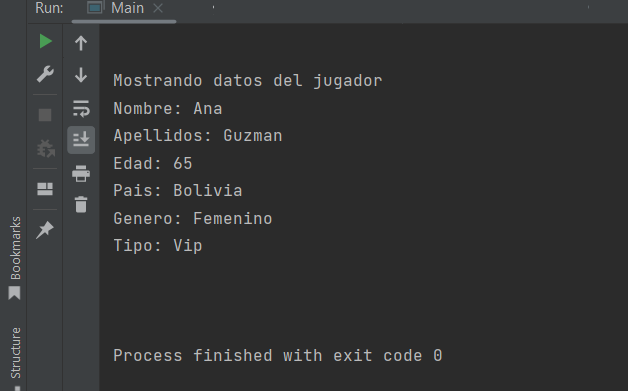 Run:
Main
Mostrando datos del jugador
Nombre: Ana
Apellidos: Guzman
Edad: 65
Pais: Bolivia
Genero: Femenino
Tipo: Vip
Process finished with exit code 0
Bookmarks
Structure